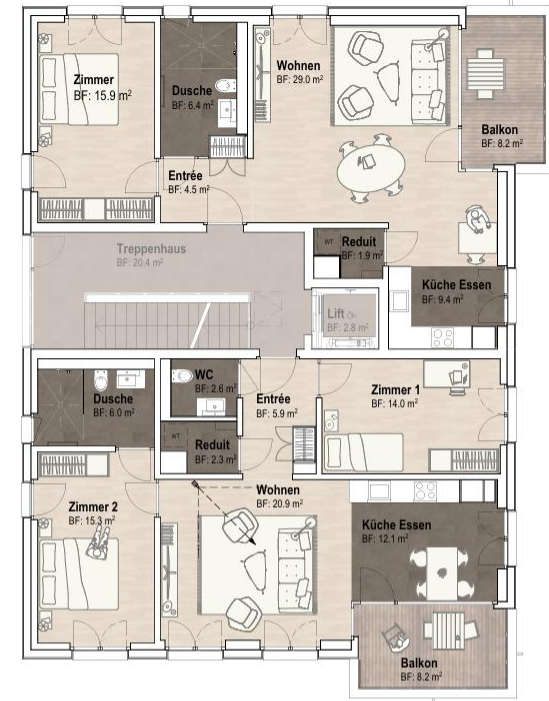 Zimmer
BF: 15.9 m²
Dusche
BF: 6.4 m²
Wohnen
BF: 29.0 m²
Balkon
BF: 8.2 m²
Entrée
BF: 4.5 m²
Treppenhaus
BF: 20.4 m²
WT
Reduit
BF: 1.9 m²
Küche Essen
BF: 9.4 m²
Lift
BF: 2.8 m²
Dusche
BF: 6.0 m²
WC
BF: 2.6 m²
Entrée
BF: 5.9 m²
Zimmer 1
BF: 14.0 m²
WT
Reduit
BF: 2.3 m²
Zimmer 2
BF: 15.3 m²
Wohnen
BF: 20.9 m²
Küche Essen
BF: 12.1 m²
Balkon
BF: 8.2 m²